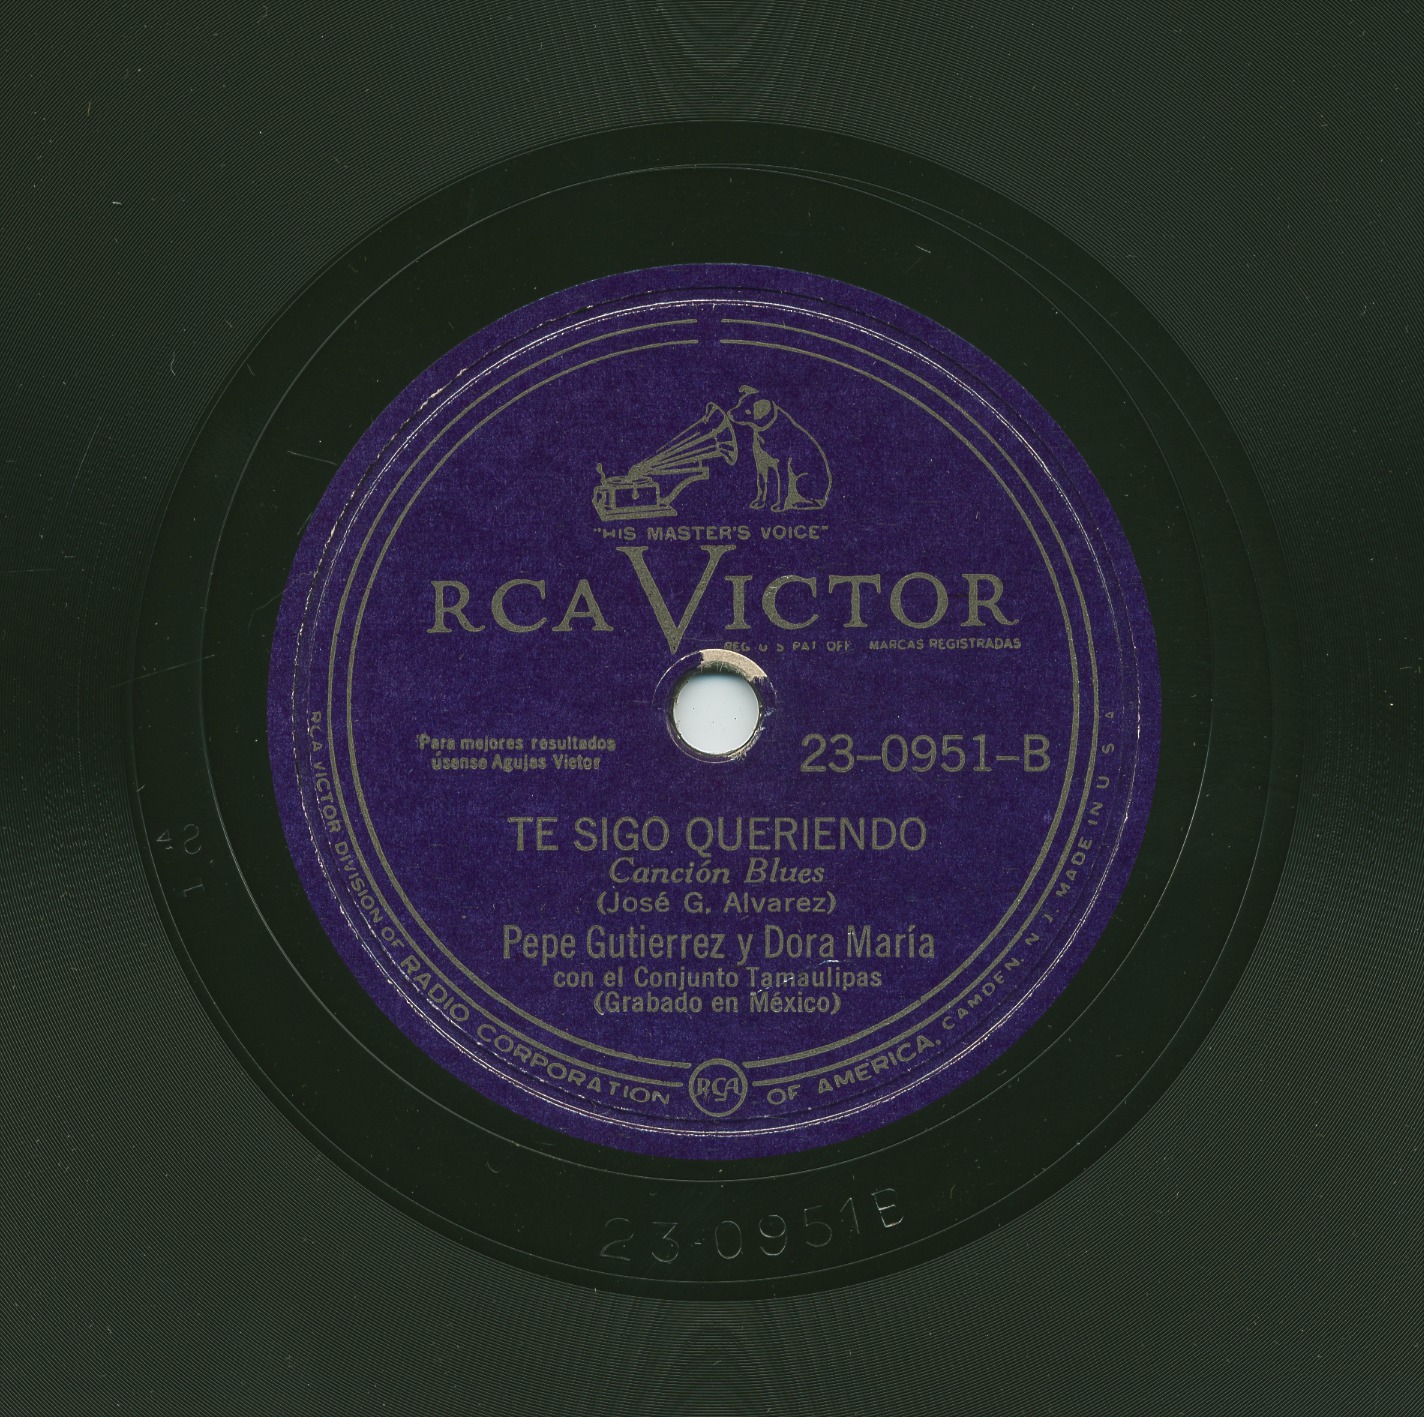 "HIS MASTER'S VOICE"
RCA VICTOR
REG U S PAT OFF MARCAS REGISTRADAS
Para mejores resultados
úsense Agujas Victor
23-0951-B
TE SIGO QUERIENDO
Canción Blues
(José G. Alvarez)
Pepe Gutierrez y Dora María
con el Conjunto Tamaulipas
(Grabado en México)
RCA VICTOR DIVISION OF RADIO CORPORATION OF AMERICA, CAMDEN, N. J. MADE IN U. S. A.
RCA
23-0951B